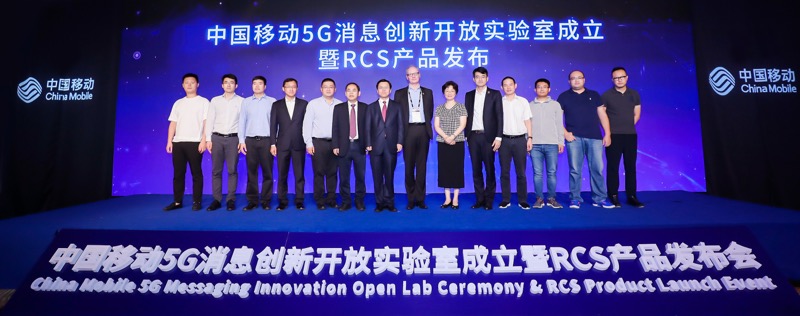 中国移动5G消息创新开放实验室成立
暨RCS产品发布
中国移动
China Mobile
中国移动
China Mobile
中国移动5G消息创新开放实验室成立暨RCS产品发布会
China Mobile 5G Messaging Innovation Open Lab Ceremony & RCS Product Launch Event